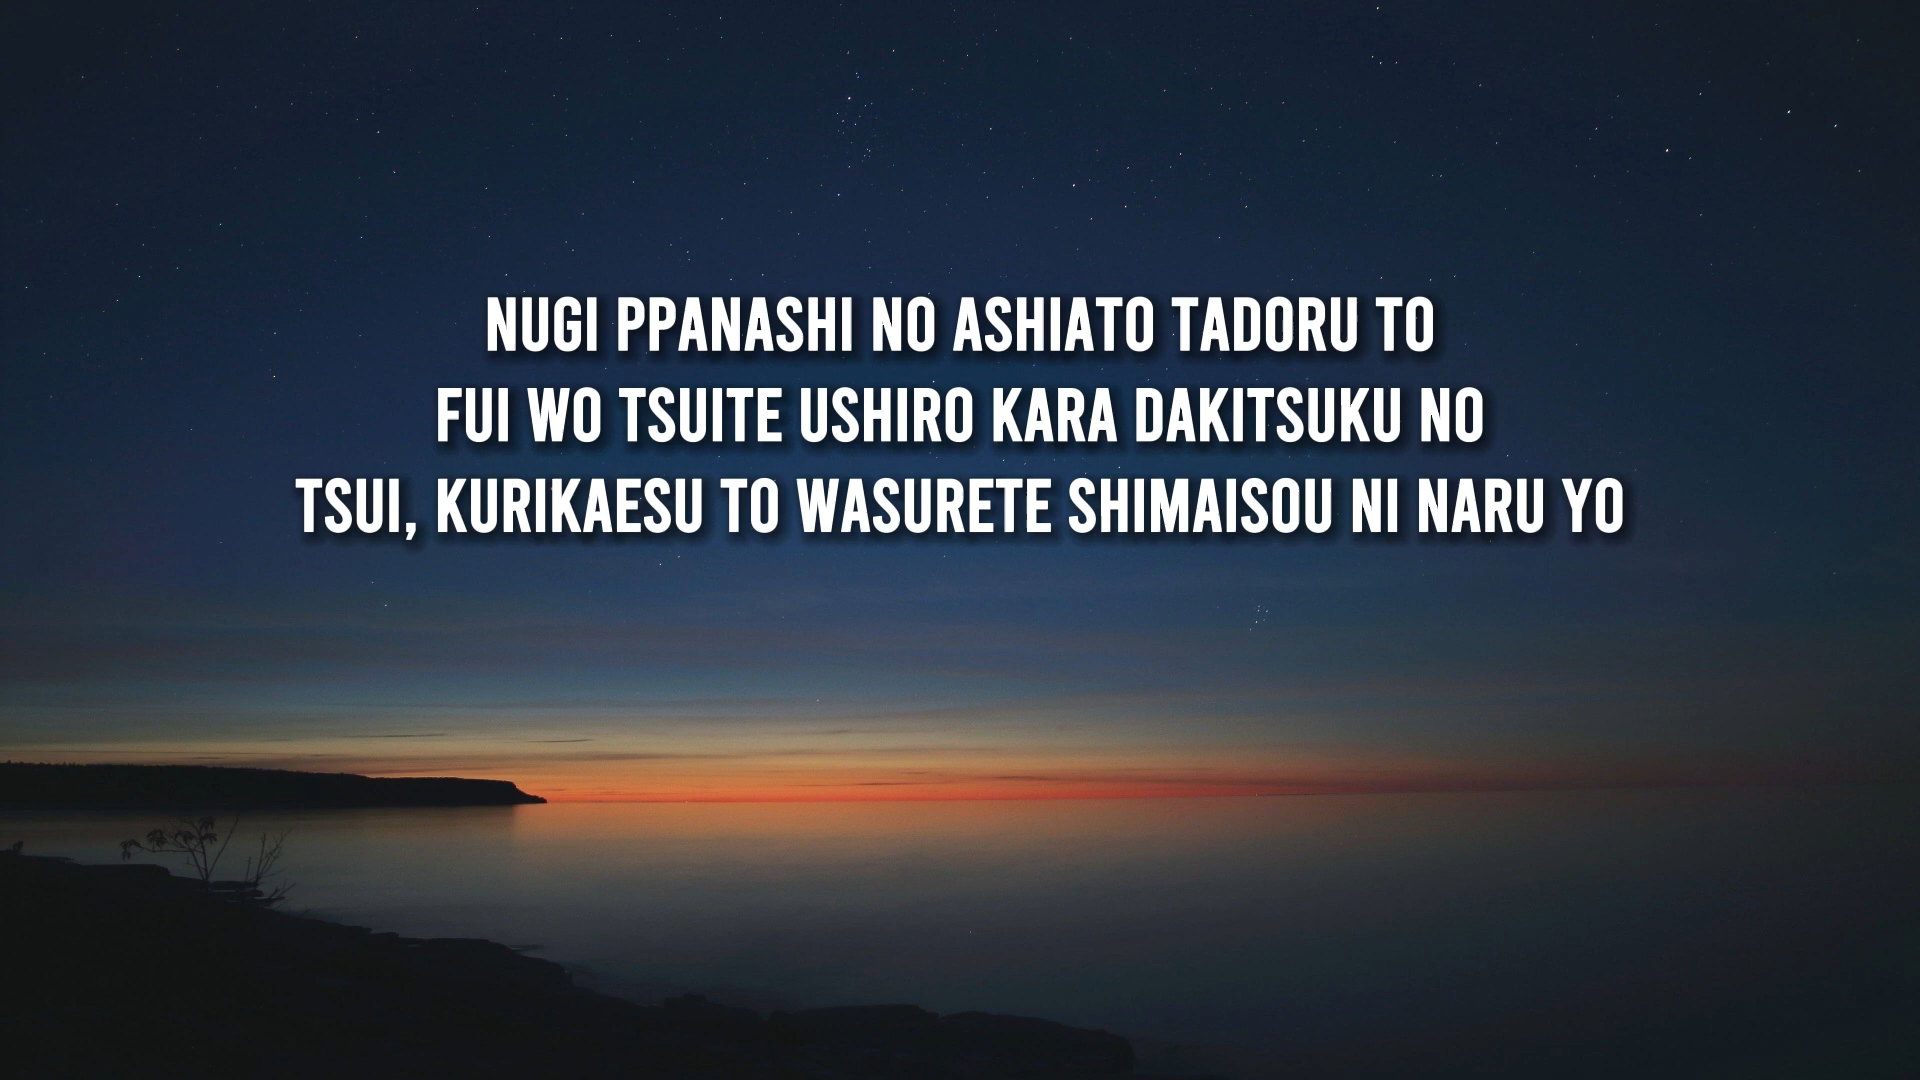 NUGI PPANASHI NO ASHIATO TADORU TO
FUI WO TSUITE USHIRO KARA DAKITSUKU NO
TSUI, KURIKAESU TO WASURETE SHIMAISOU NI NARU YO